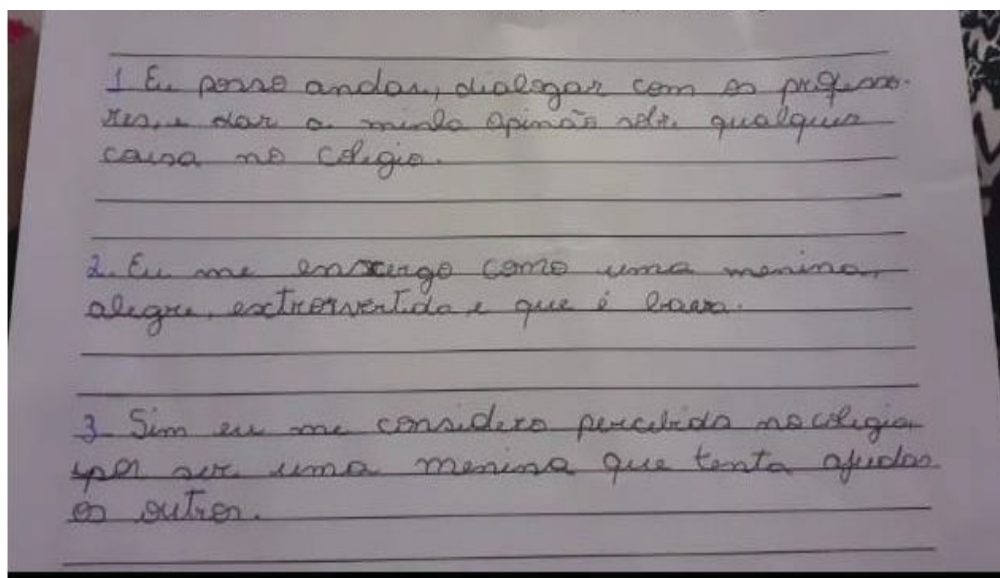 1 Eu posso andar, dialogar com os professo-
res, e dar a minha opinião sobre qualquer
coisa no colégio.
2. Eu me enxergo como uma menina,
alegre, extrovertida e que é
3- Sim eu me considero percebida no colégio,
por ser uma menina que tenta ajudar
os outros.